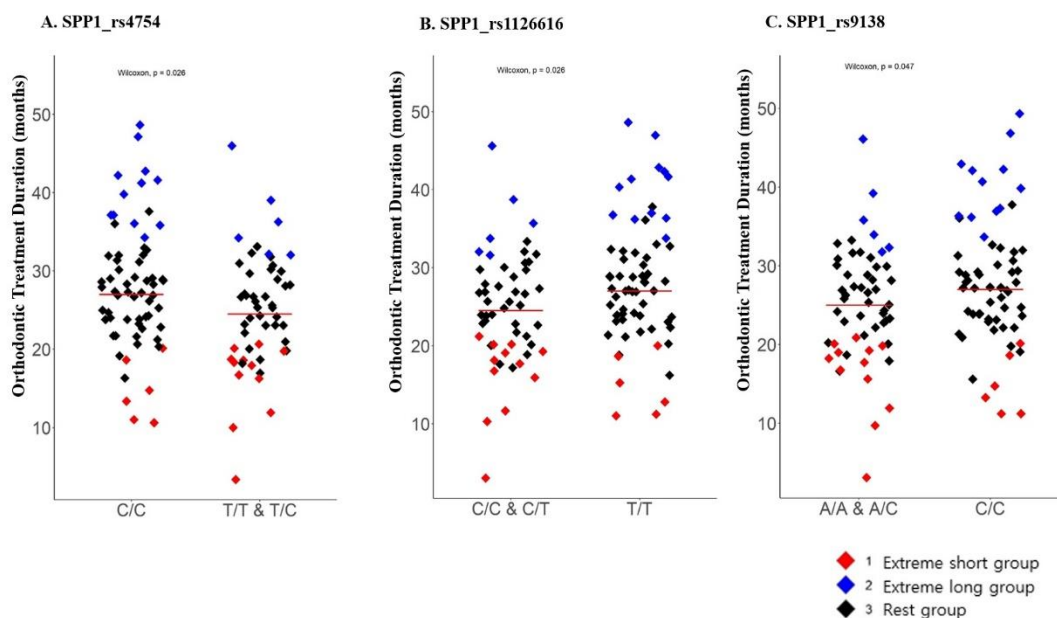 A. SPP1_rs4754
Orthodontic Treatment Duration (months)
50
40
30
20
10
Wilcoxon, p = 0.026
C/C
T/T & T/C
B. SPP1_rs1126616
Orthodontic Treatment Duration (months)
50
40
30
20
10
Wilcoxon, p = 0.026
C/C & C/T
T/T
C. SPP1_rs9138
Orthodontic Treatment Duration (months)
50
40
30
20
10
Wilcoxon, p = 0.047
A/A & A/C
C/C
1 Extreme short group
2 Extreme long group
3 Rest group